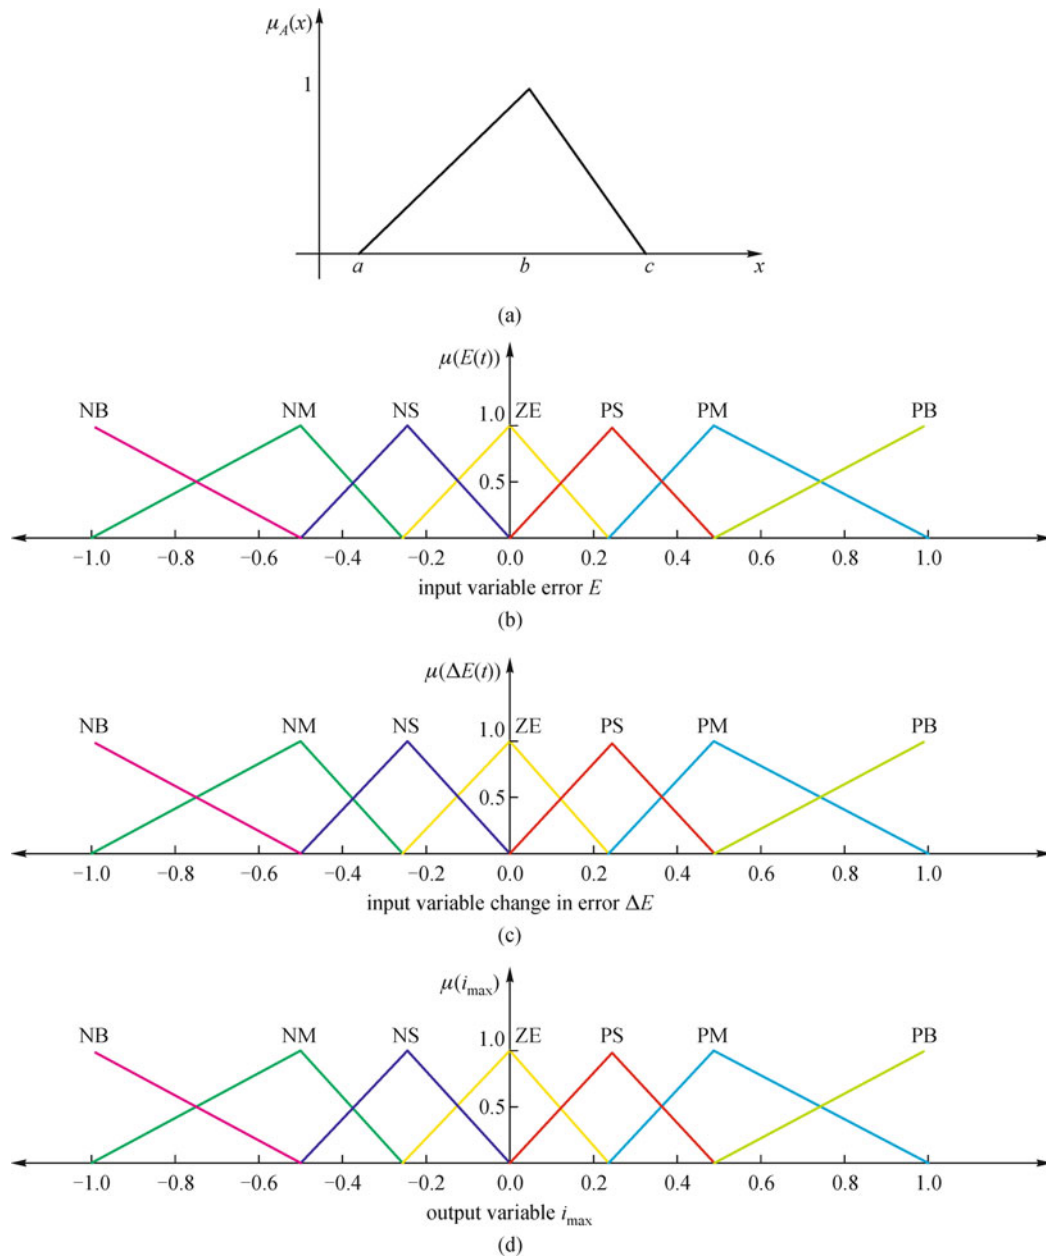 μ_A(x)
1
a b c x
(a)
μ(E(t))
NB NM NS 1.0 ZE PS PM PB
0.5
−1.0 −0.8 −0.6 −0.4 −0.2 0.0 0.2 0.4 0.6 0.8 1.0
input variable error E
(b)
μ(ΔE(t))
NB NM NS 1.0 ZE PS PM PB
0.5
−1.0 −0.8 −0.6 −0.4 −0.2 0.0 0.2 0.4 0.6 0.8 1.0
input variable change in error ΔE
(c)
μ(i_max)
NB NM NS 1.0 ZE PS PM PB
0.5
−1.0 −0.8 −0.6 −0.4 −0.2 0.0 0.2 0.4 0.6 0.8 1.0
output variable i_max
(d)